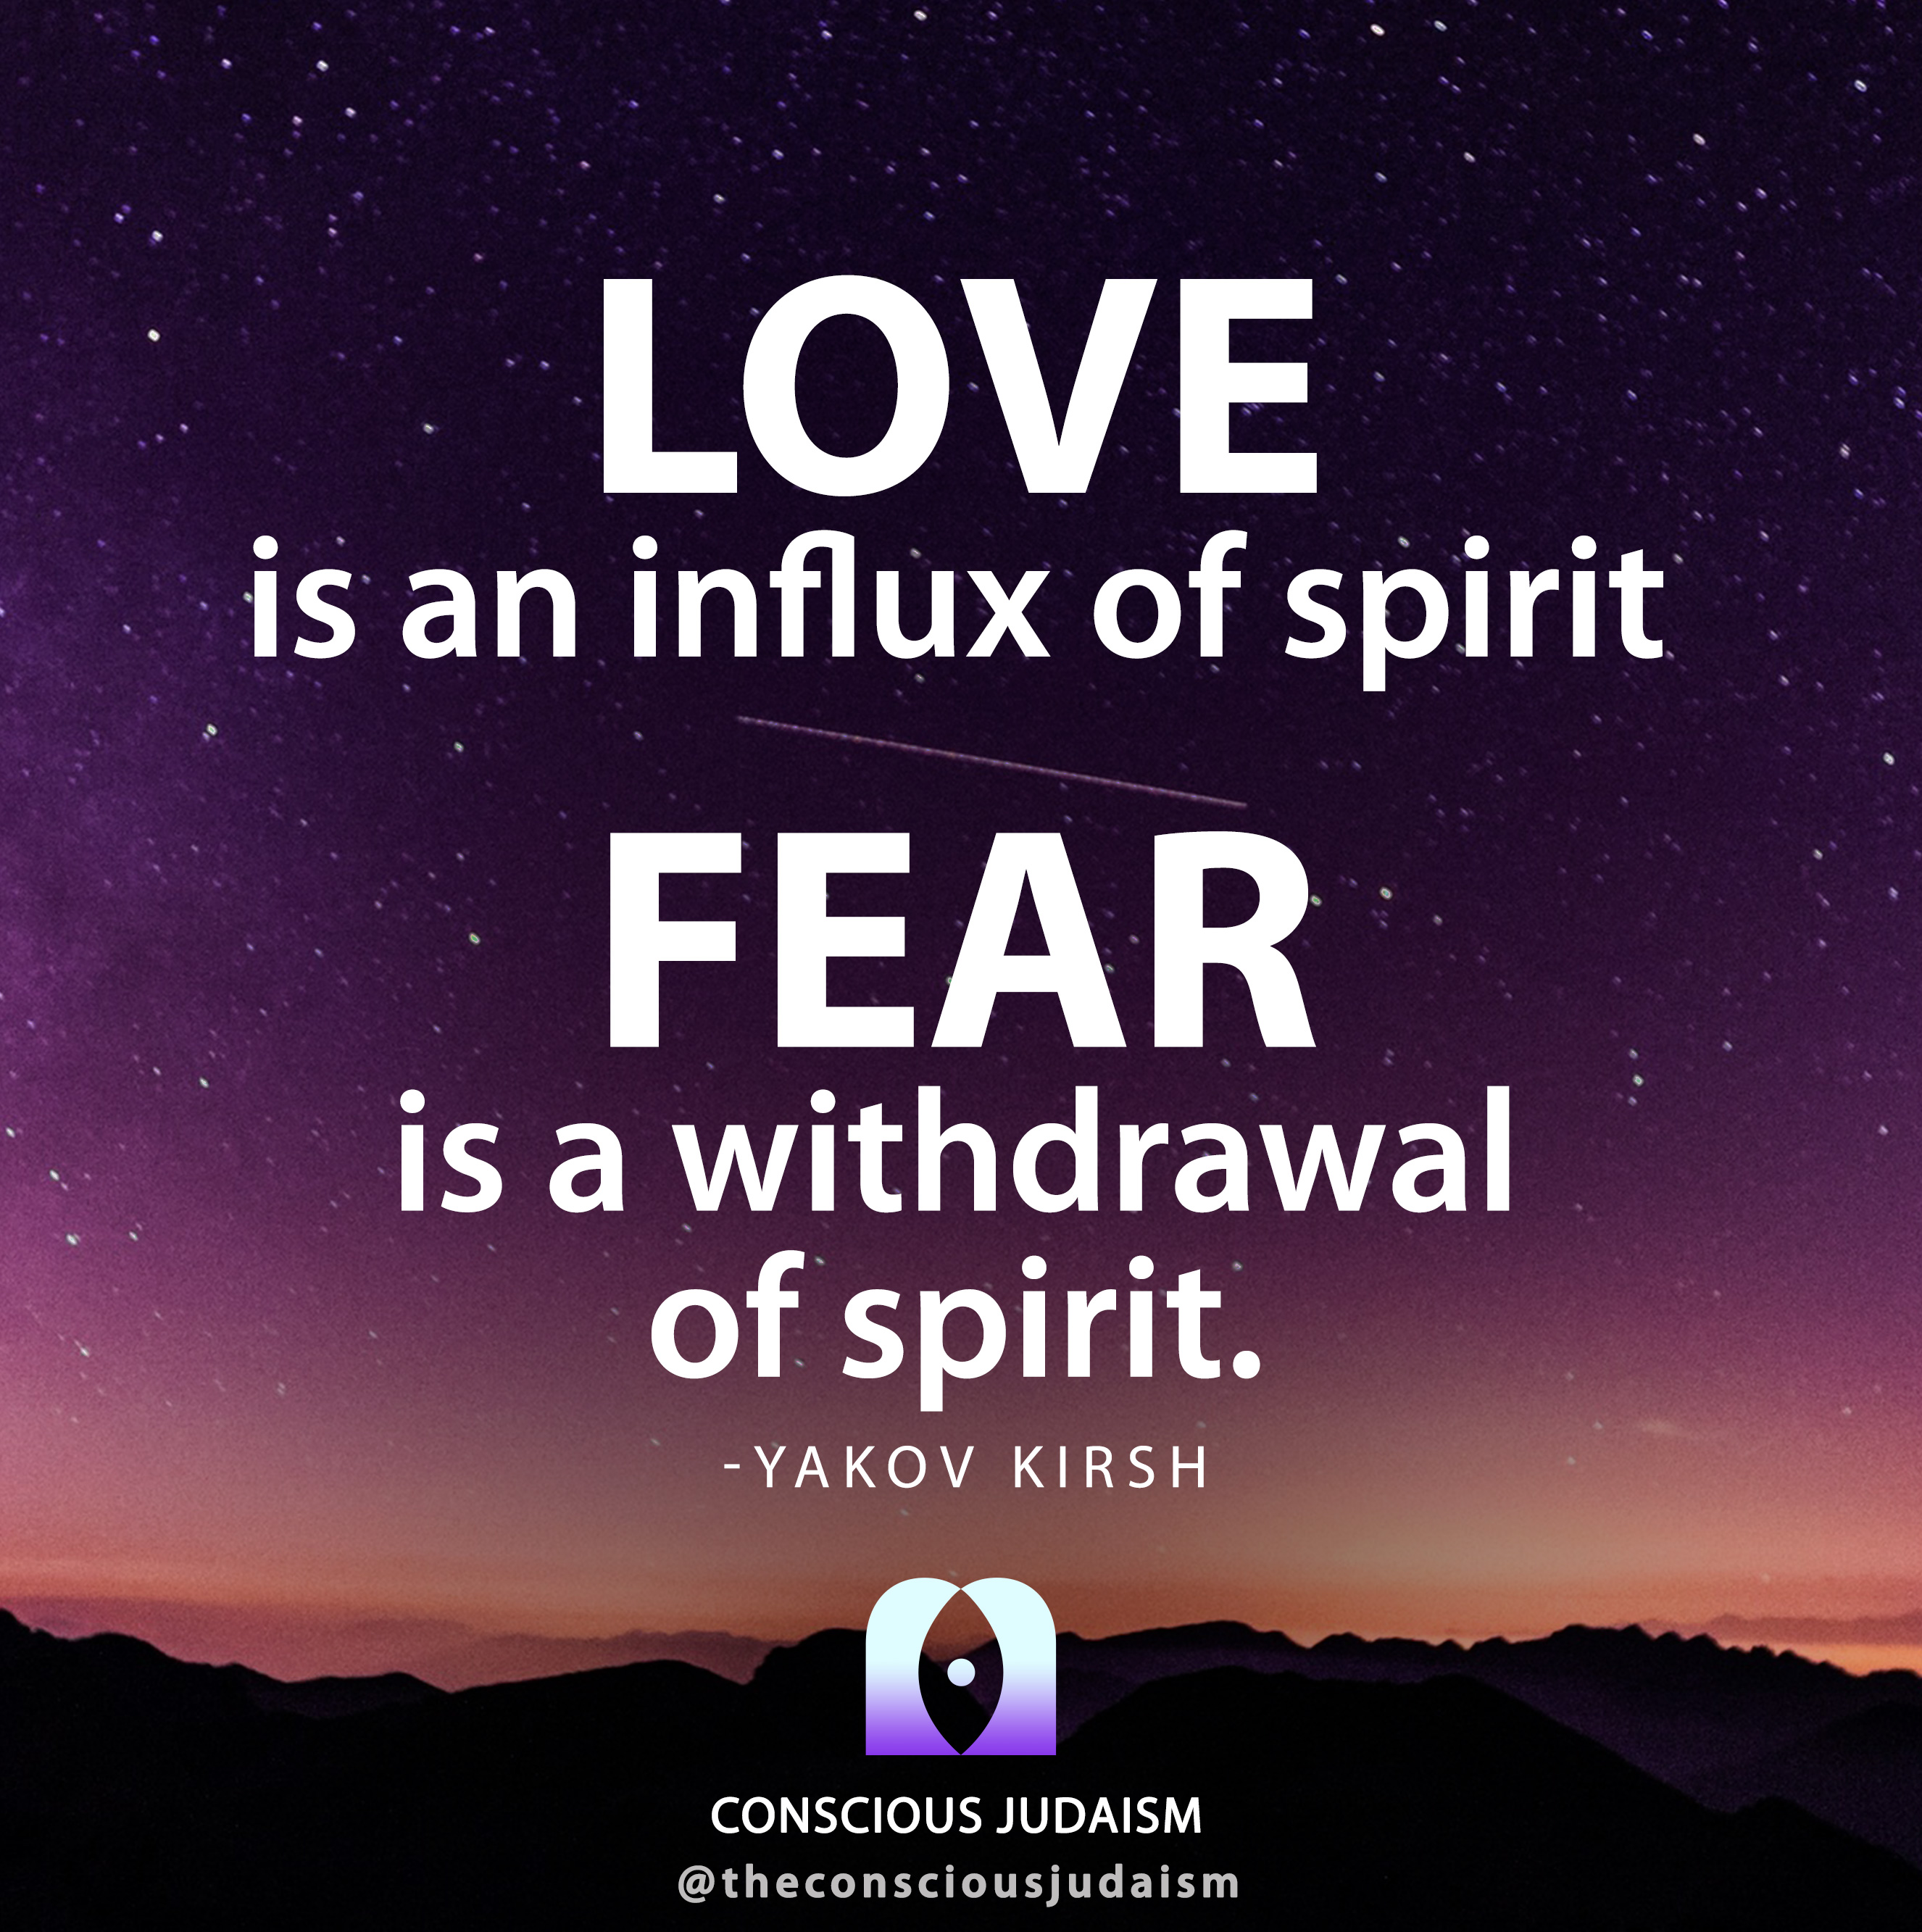 LOVE
is an influx of spirit
FEAR
is a withdrawal
of spirit.
-YAKOV KIRSH
CONSCIOUS JUDAISM
@theconsciousjudaism